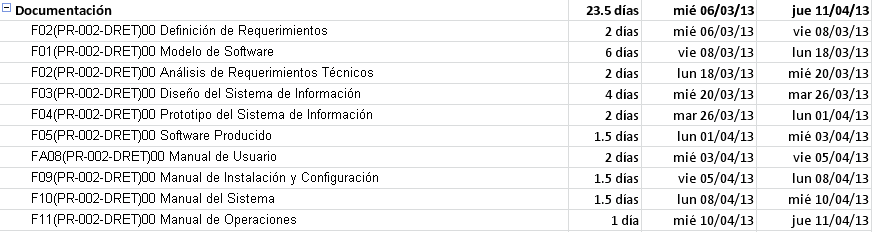 Documentación 23.5 días mié 06/03/13 jue 11/04/13
F02(PR-002-DRET)00 Definición de Requerimientos 2 días mié 06/03/13 vie 08/03/13
F01(PR-002-DRET)00 Modelo de Software 6 días vie 08/03/13 lun 18/03/13
F02(PR-002-DRET)00 Análisis de Requerimientos Técnicos 2 días lun 18/03/13 mié 20/03/13
F03(PR-002-DRET)00 Diseño del Sistema de Información 4 días mié 20/03/13 mar 26/03/13
F04(PR-002-DRET)00 Prototipo del Sistema de Información 2 días mar 26/03/13 lun 01/04/13
F05(PR-002-DRET)00 Software Producido 1.5 días lun 01/04/13 mié 03/04/13
FA08(PR-002-DRET)00 Manual de Usuario 2 días mié 03/04/13 vie 05/04/13
F09(PR-002-DRET)00 Manual de Instalación y Configuración 1.5 días vie 05/04/13 lun 08/04/13
F10(PR-002-DRET)00 Manual del Sistema 1.5 días lun 08/04/13 mié 10/04/13
F11(PR-002-DRET)00 Manual de Operaciones 1 día mié 10/04/13 jue 11/04/13